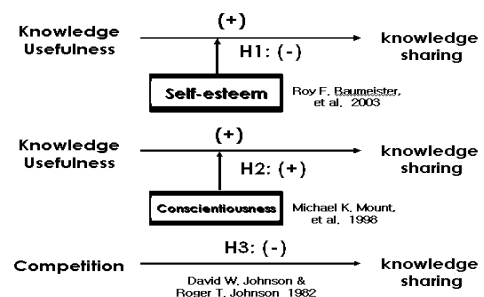 (+)
Knowledge
Usefulness
knowledge
sharing
H1: (-)
Self-esteem
Roy F. Baumeister,
et al. 2003
(+)
Knowledge
Usefulness
knowledge
sharing
H2: (+)
Conscientiousness
Michael K. Mount,
et al. 1998
H3: (-)
Competition
knowledge
sharing
David W. Johnson &
Roger T. Johnson 1982